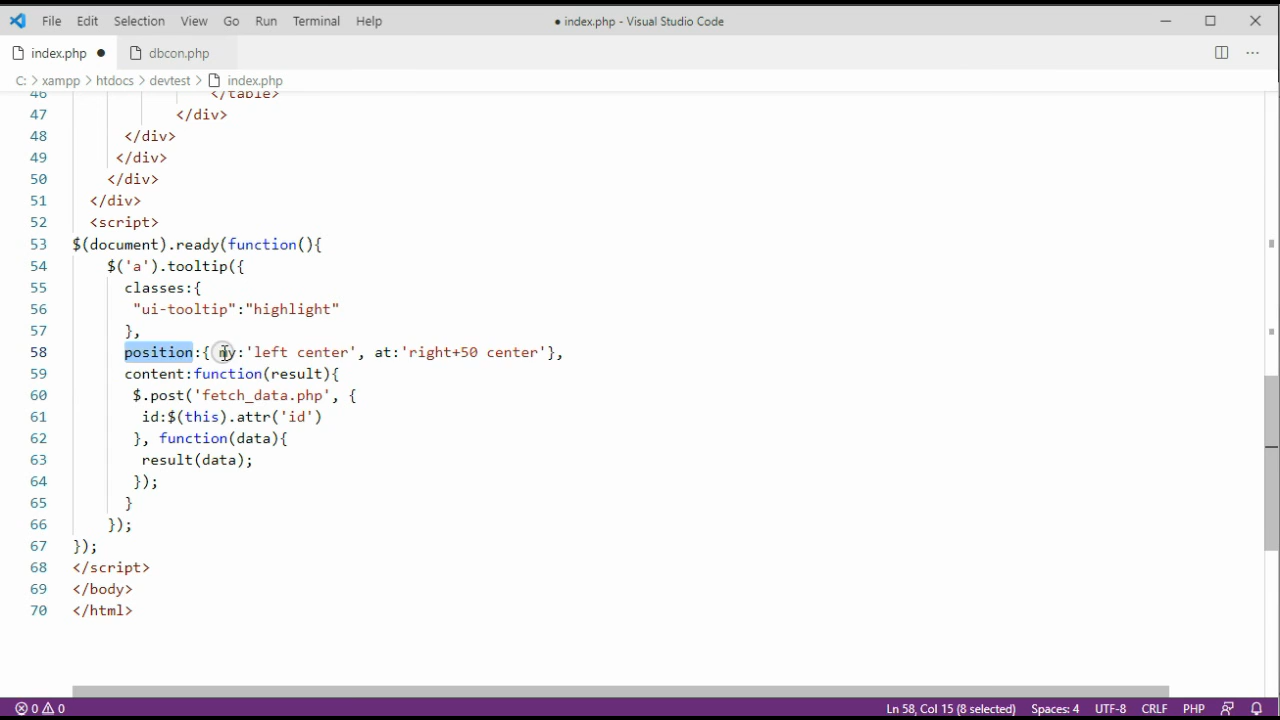 File Edit Selection View Go Run Terminal Help ● index.php - Visual Studio Code
index.php ● dbcon.php
C: > xampp > htdocs > devtest > index.php
46 </table>
47 </div>
48 </div>
49 </div>
50 </div>
51 </div>
52 <script>
53 $(document).ready(function(){
54 $('a').tooltip({
55 classes:{
56 "ui-tooltip":"highlight"
57 },
58 position:{ my:'left center', at:'right+50 center'},
59 content:function(result){
60 $.post('fetch_data.php', {
61 id:$(this).attr('id')
62 }, function(data){
63 result(data);
64 });
65 }
66 });
67 });
68 </script>
69 </body>
70 </html>
0 0 Ln 58, Col 15 (8 selected) Spaces: 4 UTF-8 CRLF PHP